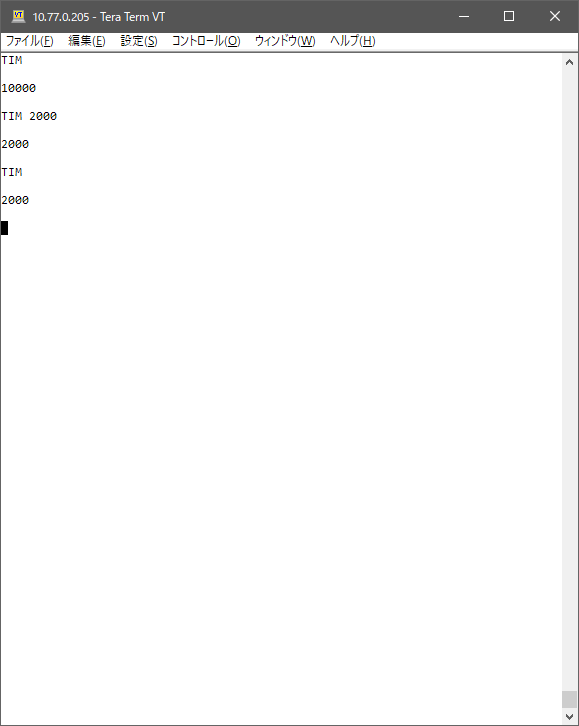 VT
10.77.0.205 - Tera Term VT
ファイル(F) 編集(E) 設定(S) コントロール(O) ウィンドウ(W) ヘルプ(H)
TIM
10000
TIM 2000
2000
TIM
2000